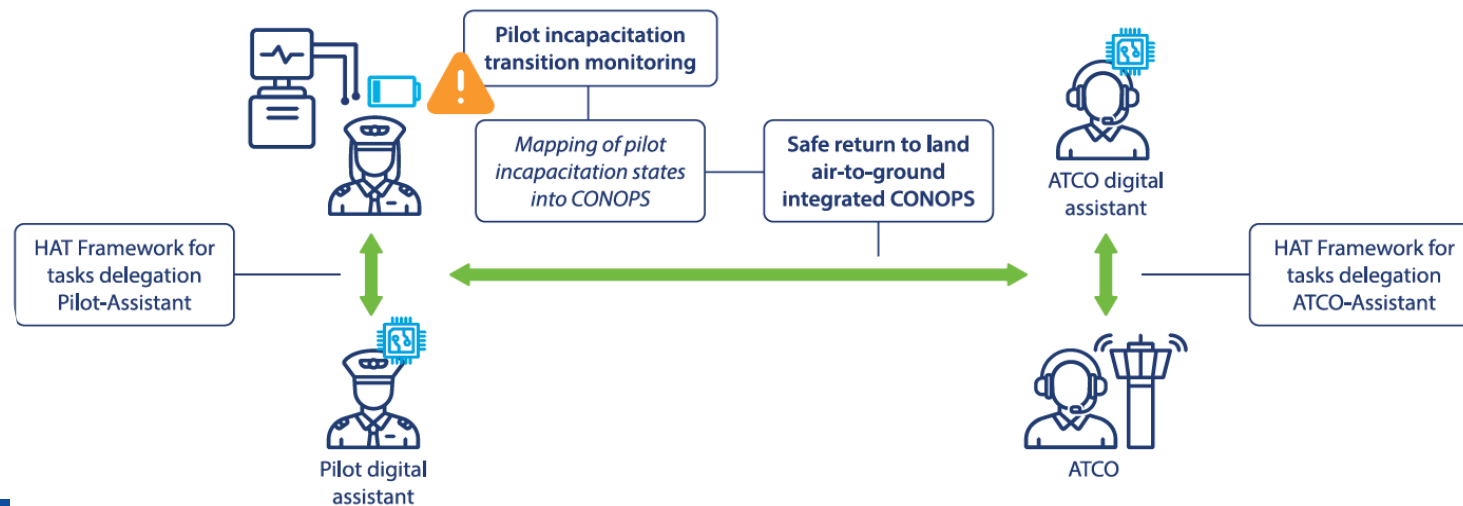 Pilot incapacitation
transition monitoring
Mapping of pilot
incapacitation states
into CONOPS
Safe return to land
air-to-ground
integrated CONOPS
ATCO digital
assistant
HAT Framework for
tasks delegation
Pilot-Assistant
HAT Framework for
tasks delegation
ATCO-Assistant
Pilot digital
assistant
ATCO